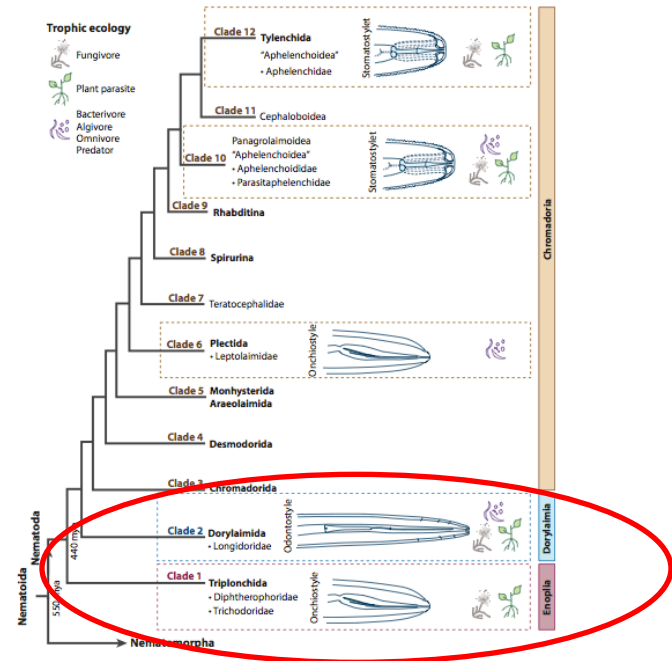 Trophic ecology
Fungivore
Plant parasite
Bacterivore
Algivore
Omnivore
Predator
Clade 12
Tylenchida
"Aphelenchoidea"
• Aphelenchidae
Stomatostylet
Clade 11
Cephaloboidea
Clade 10
Panagrolaimoidea
"Aphelenchoidea"
• Aphelenchoididae
• Parasitaphelenchidae
Stomatostylet
Clade 9
Rhabditina
Clade 8
Spirurina
Clade 7
Teratocephalidae
Clade 6
Plectida
• Leptolaimidae
Onchiostyle
Clade 5
Monhysterida
Araeolaimida
Clade 4
Desmodorida
Clade 3
Chromadorida
Clade 2
Dorylaimida
• Longidoridae
Odontostyle
Clade 1
Triplonchida
• Diphtherophoridae
• Trichodoridae
Onchiostyle
Nematomorpha
Nematoida
Nematoda
550 mya
440 mya
Chromadoria
Dorylaimia
Enoplia